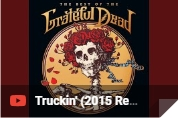 THE BEST OF THE
Grateful Dead
Truckin' (2015 Re...